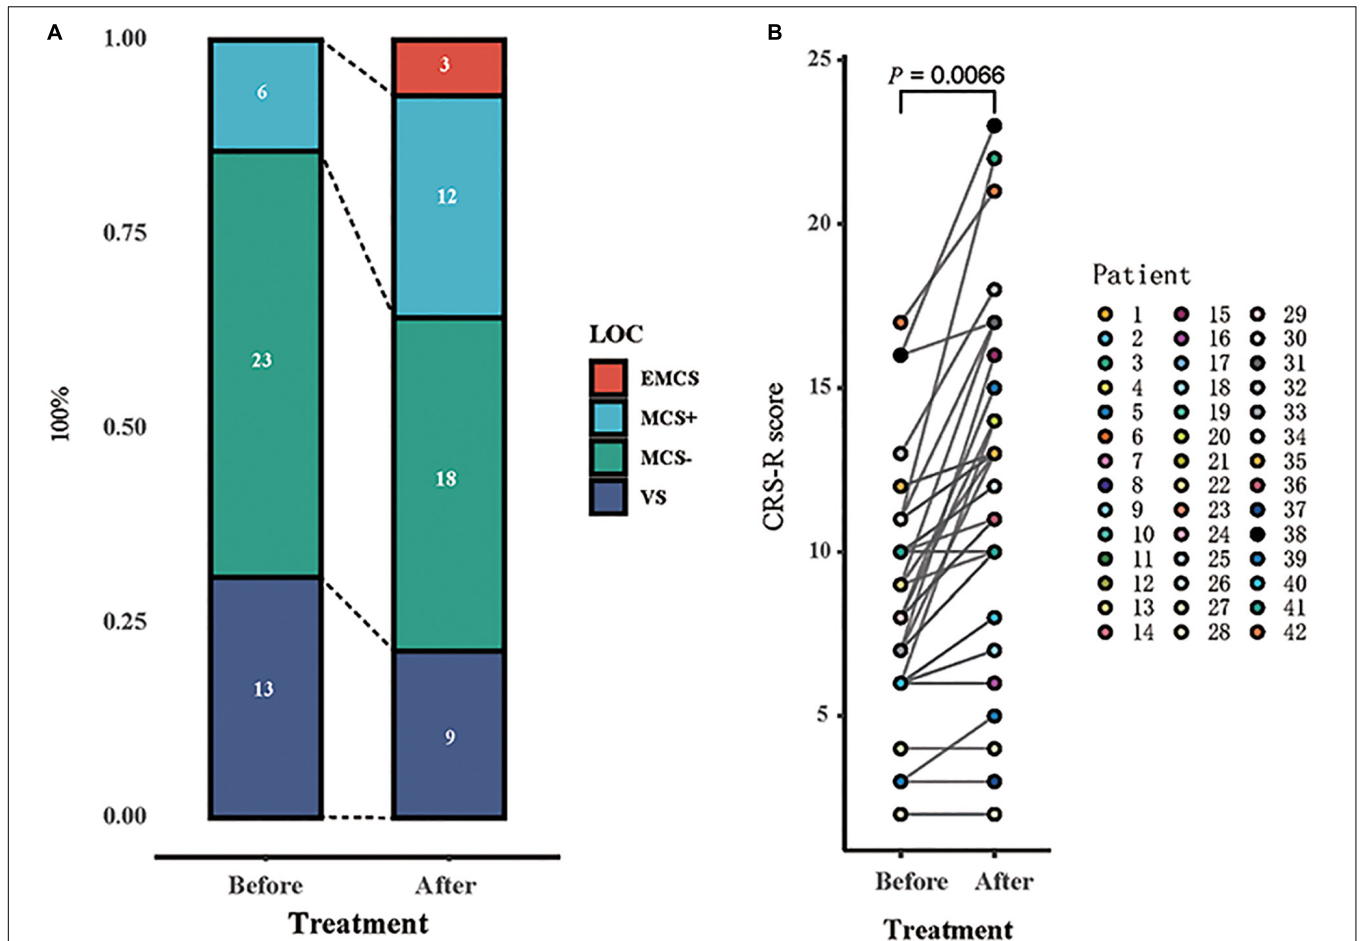 A
1.00
0.75
0.50
0.25
0.00
100%
6
23
13
3
12
18
9
Before After
Treatment
LOC
EMCS
MCS+
MCS-
VS
B
25
20
15
10
5
CRS-R score
P = 0.0066
Before After
Treatment
Patient
1 15 29
2 16 30
3 17 31
4 18 32
5 19 33
6 20 34
7 21 35
8 22 36
9 23 37
10 24 38
11 25 39
12 26 40
13 27 41
14 28 42